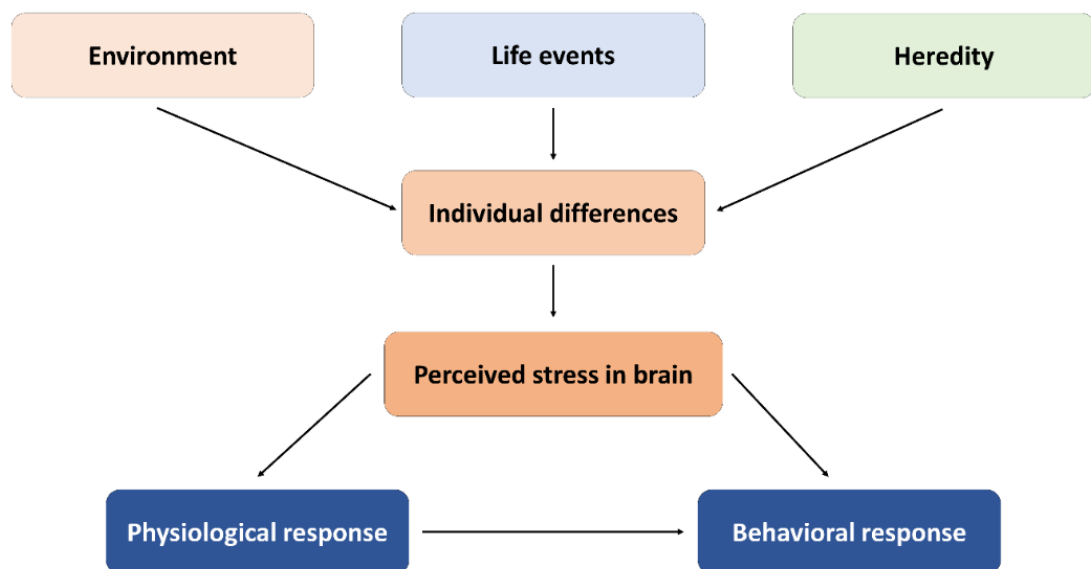 Environment
Life events
Heredity
Individual differences
Perceived stress in brain
Physiological response
Behavioral response